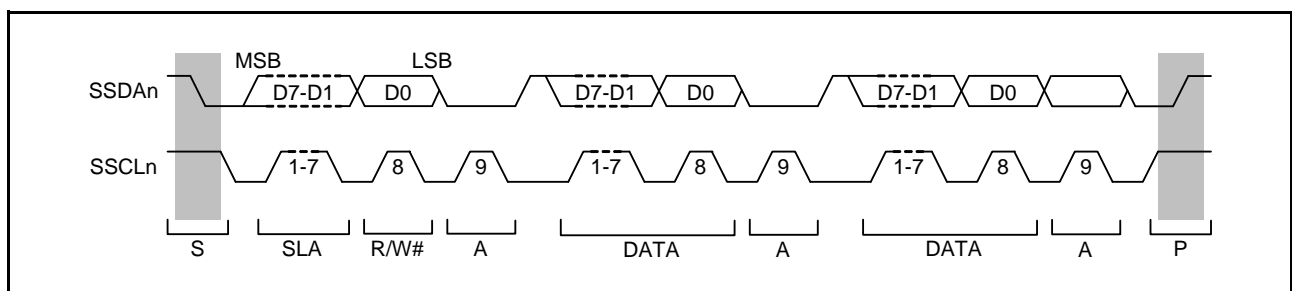 MSB LSB
SSDAn D7-D1 D0 D7-D1 D0 D7-D1 D0
SSCLn 1-7 8 9 1-7 8 9 1-7 8 9
S SLA R/W# A DATA A DATA A P